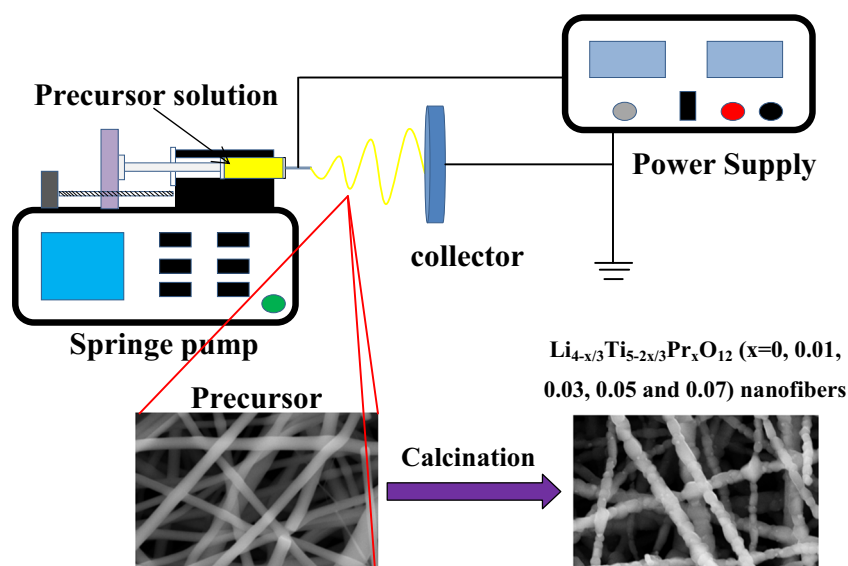 Precursor solution
Power Supply
collector
Springe pump
Li₄₋ₓ/₃Ti₅₋₂ₓ/₃PrₓO₁₂ (x=0, 0.01,
0.03, 0.05 and 0.07) nanofibers
Precursor
Calcination